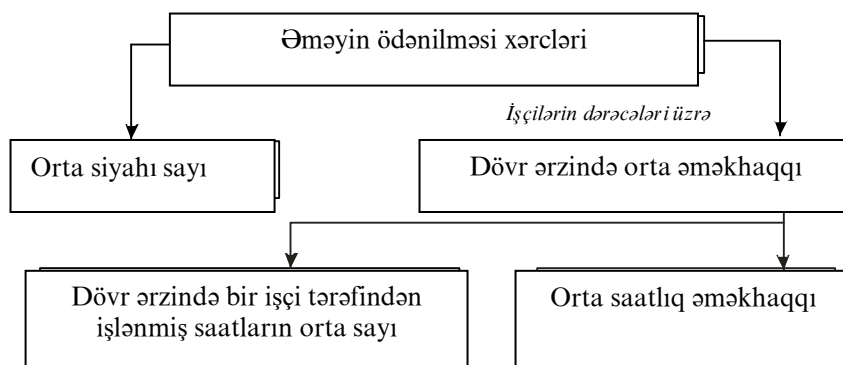 Əməyin ödənilməsi xərcləri
İşçilərin dərəcələri üzrə
Orta siyahı sayı
Dövr ərzində orta əməkhaqqı
Dövr ərzində bir işçi tərəfindən
işlənmiş saatların orta sayı
Orta saatlıq əməkhaqqı